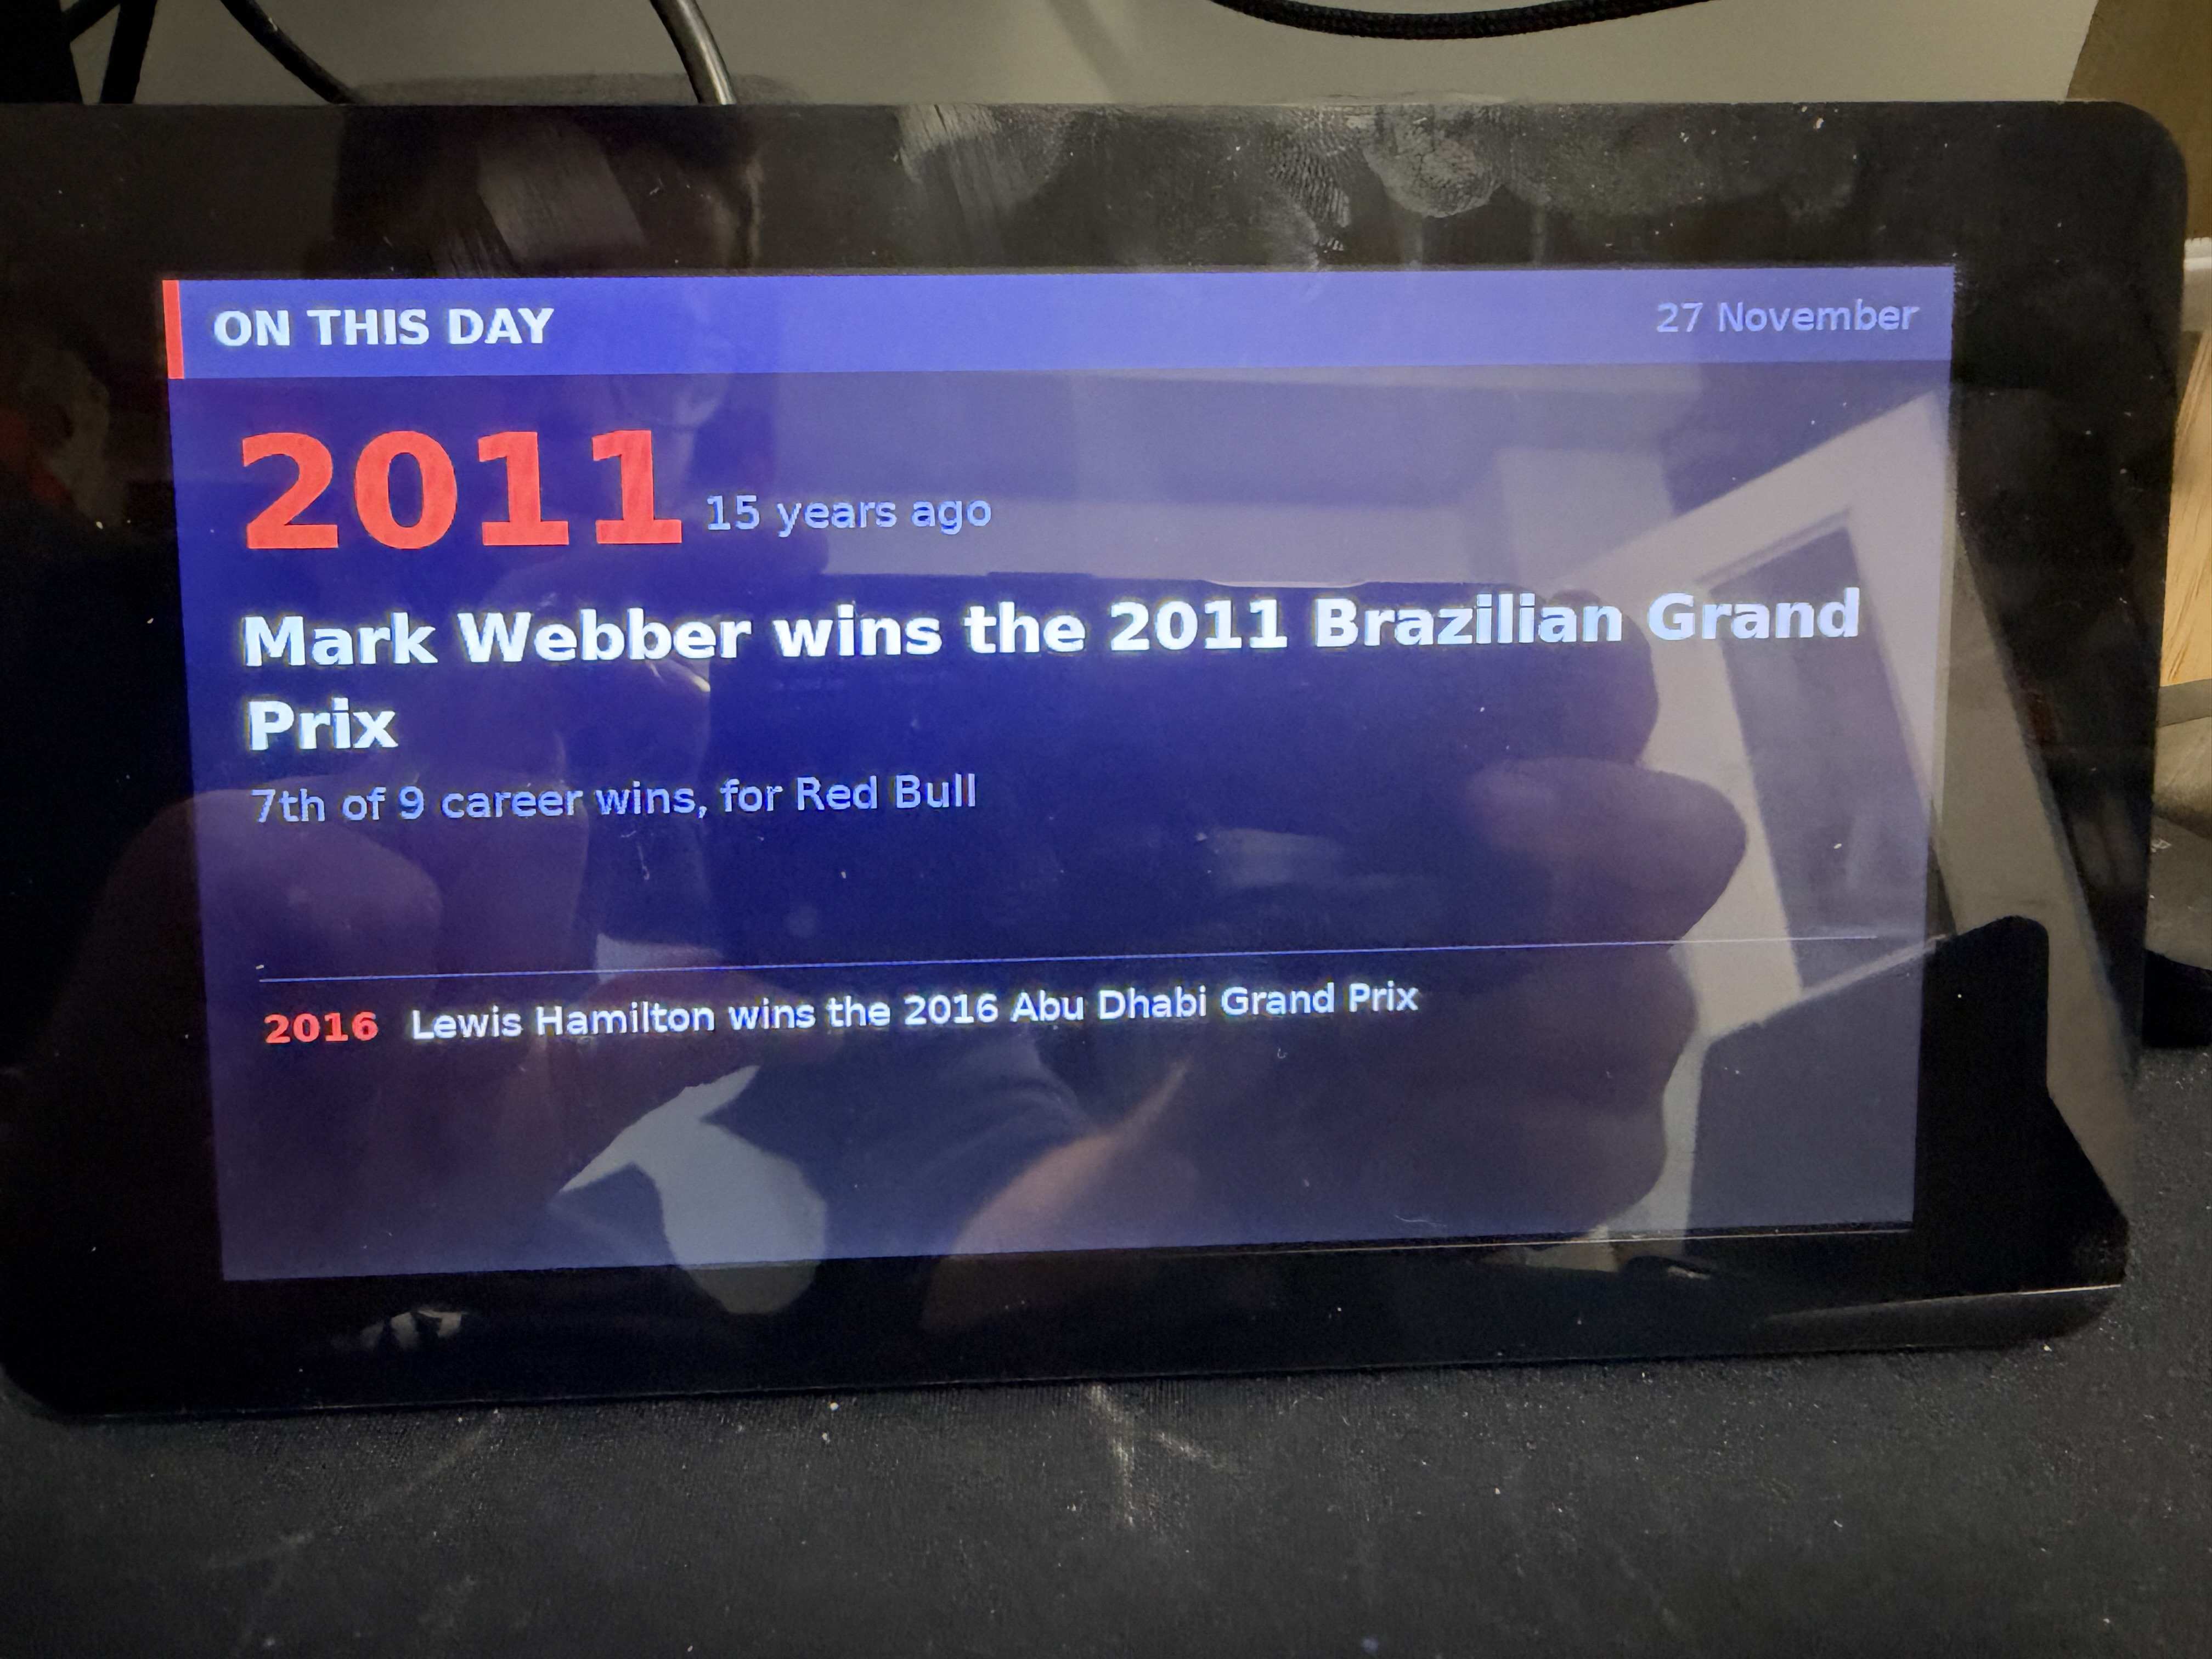 ON THIS DAY
27 November
2011 15 years ago
Mark Webber wins the 2011 Brazilian Grand
Prix
7th of 9 career wins, for Red Bull
2016 Lewis Hamilton wins the 2016 Abu Dhabi Grand Prix